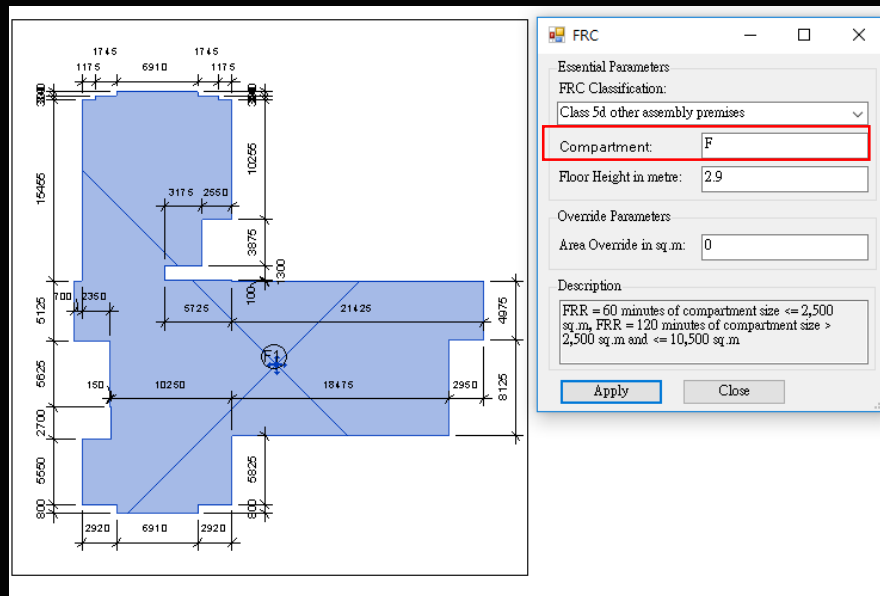 1745 1745
1175 6910 1175
10255
15455
3175 2550
3875
1300
700 2350
100
5125
5725 21425
4975
F1
5625
150 10250 18475 2950
8125
2700
5550
5825
800
800
2920 6910 2920
FRC
Essential Parameters
FRC Classification:
Class 5d other assembly premises
Compartment: F
Floor Height in metre: 2.9
Override Parameters
Area Override in sq.m: 0
Description
FRR = 60 minutes of compartment size <= 2,500
sq.m, FRR = 120 minutes of compartment size >
2,500 sq.m and <= 10,500 sq.m
Apply Close